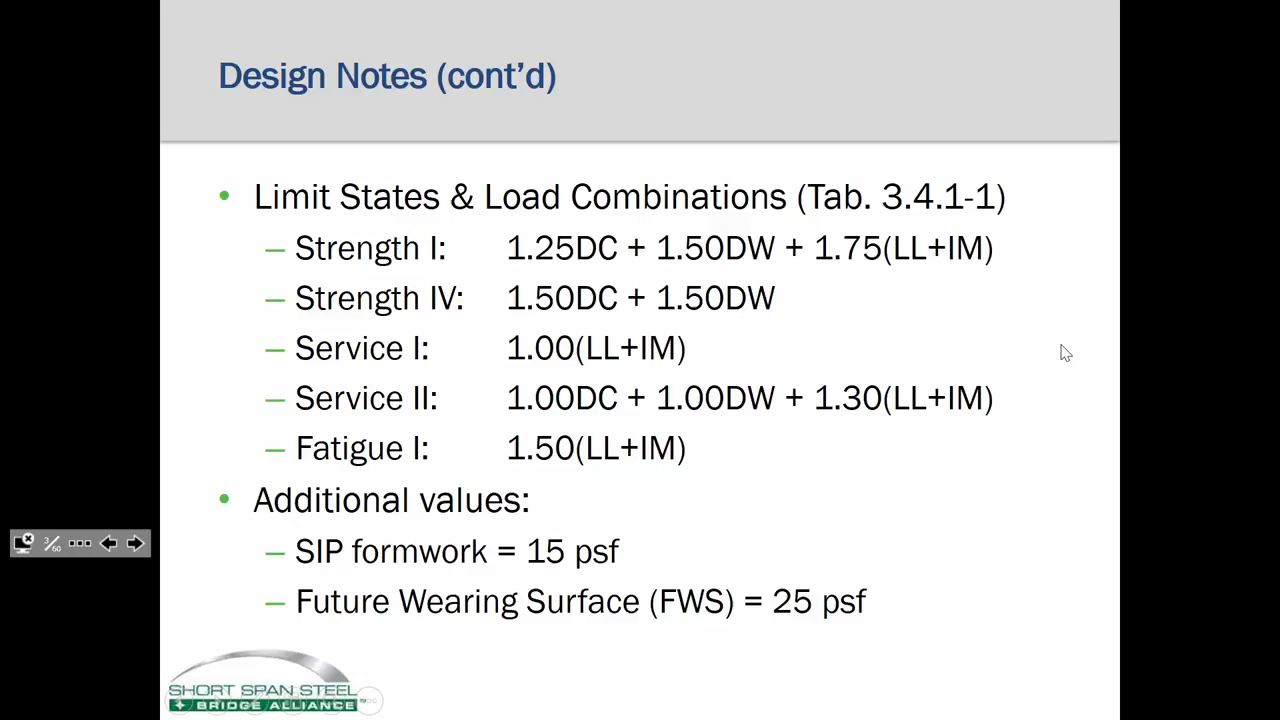 Design Notes (cont’d)
• Limit States & Load Combinations (Tab. 3.4.1-1)
– Strength I: 1.25DC + 1.50DW + 1.75(LL+IM)
– Strength IV: 1.50DC + 1.50DW
– Service I: 1.00(LL+IM)
– Service II: 1.00DC + 1.00DW + 1.30(LL+IM)
– Fatigue I: 1.50(LL+IM)
• Additional values:
– SIP formwork = 15 psf
– Future Wearing Surface (FWS) = 25 psf
3/60
SHORT SPAN STEEL
BRIDGE ALLIANCE